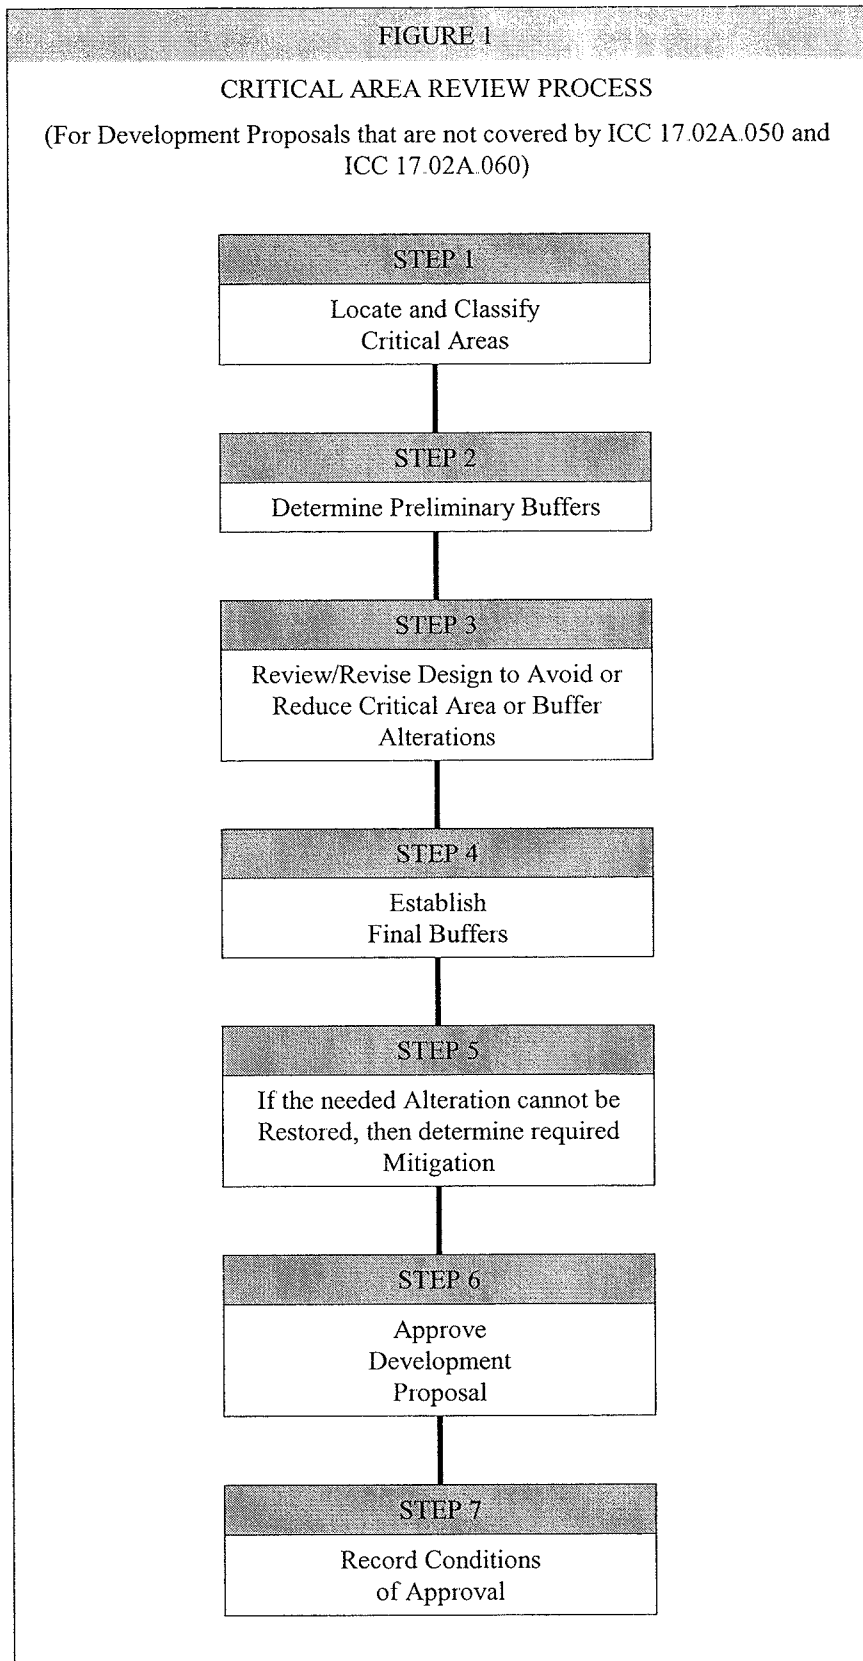 FIGURE 1
CRITICAL AREA REVIEW PROCESS
(For Development Proposals that are not covered by ICC 17.02A.050 and
ICC 17.02A.060)
STEP 1
Locate and Classify
Critical Areas
STEP 2
Determine Preliminary Buffers
STEP 3
Review/Revise Design to Avoid or
Reduce Critical Area or Buffer
Alterations
STEP 4
Establish
Final Buffers
STEP 5
If the needed Alteration cannot be
Restored, then determine required
Mitigation
STEP 6
Approve
Development
Proposal
STEP 7
Record Conditions
of Approval